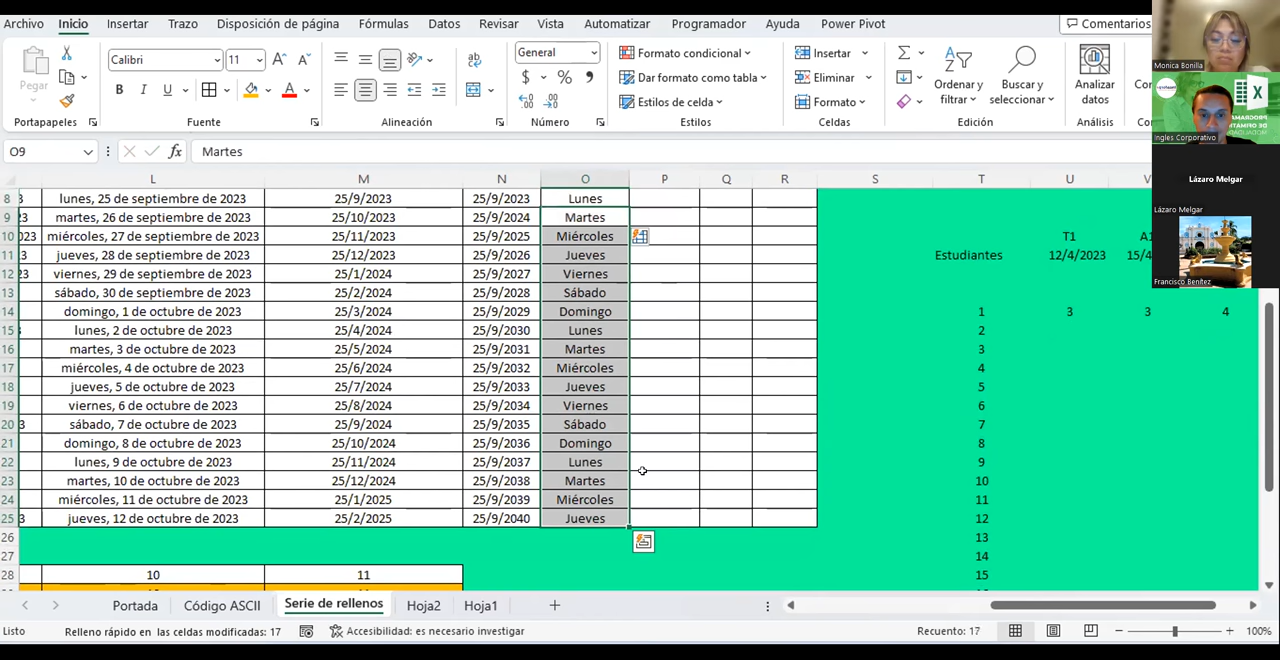 Archivo Inicio Insertar Trazo Disposición de página Fórmulas Datos Revisar Vista Automatizar Programador Ayuda Power Pivot Comentarios
Pegar
Portapapeles
Calibri 11
N K S
Fuente
Alineación
General
$ % 000
Número
Formato condicional
Dar formato como tabla
Estilos de celda
Estilos
Insertar
Eliminar
Formato
Celdas
Ordenar y filtrar
Buscar y seleccionar
Edición
Analizar datos
Análisis
Monica Bonilla
Ingles Corporativo
Lázaro Melgar
Lázaro Melgar
Francisco Benítez
O9 fx Martes
L M N O P Q R S T U V
8 3 lunes, 25 de septiembre de 2023 25/9/2023 25/9/2023 Lunes
9 23 martes, 26 de septiembre de 2023 25/10/2023 25/9/2024 Martes
10 023 miércoles, 27 de septiembre de 2023 25/11/2023 25/9/2025 Miércoles T1 A1
11 3 jueves, 28 de septiembre de 2023 25/12/2023 25/9/2026 Jueves Estudiantes 12/4/2023 15/4
12 23 viernes, 29 de septiembre de 2023 25/1/2024 25/9/2027 Viernes
13 sábado, 30 de septiembre de 2023 25/2/2024 25/9/2028 Sábado
14 domingo, 1 de octubre de 2023 25/3/2024 25/9/2029 Domingo 1 3 3 4
15 3 lunes, 2 de octubre de 2023 25/4/2024 25/9/2030 Lunes 2
16 martes, 3 de octubre de 2023 25/5/2024 25/9/2031 Martes 3
17 miércoles, 4 de octubre de 2023 25/6/2024 25/9/2032 Miércoles 4
18 jueves, 5 de octubre de 2023 25/7/2024 25/9/2033 Jueves 5
19 viernes, 6 de octubre de 2023 25/8/2024 25/9/2034 Viernes 6
20 3 sábado, 7 de octubre de 2023 25/9/2024 25/9/2035 Sábado 7
21 domingo, 8 de octubre de 2023 25/10/2024 25/9/2036 Domingo 8
22 lunes, 9 de octubre de 2023 25/11/2024 25/9/2037 Lunes 9
23 martes, 10 de octubre de 2023 25/12/2024 25/9/2038 Martes 10
24 miércoles, 11 de octubre de 2023 25/1/2025 25/9/2039 Miércoles 11
25 3 jueves, 12 de octubre de 2023 25/2/2025 25/9/2040 Jueves 12
26 13
27 14
28 10 11 15
Portada Código ASCII Serie de rellenos Hoja2 Hoja1
Listo Relleno rápido en las celdas modificadas: 17 Accesibilidad: es necesario investigar Recuento: 17 100%